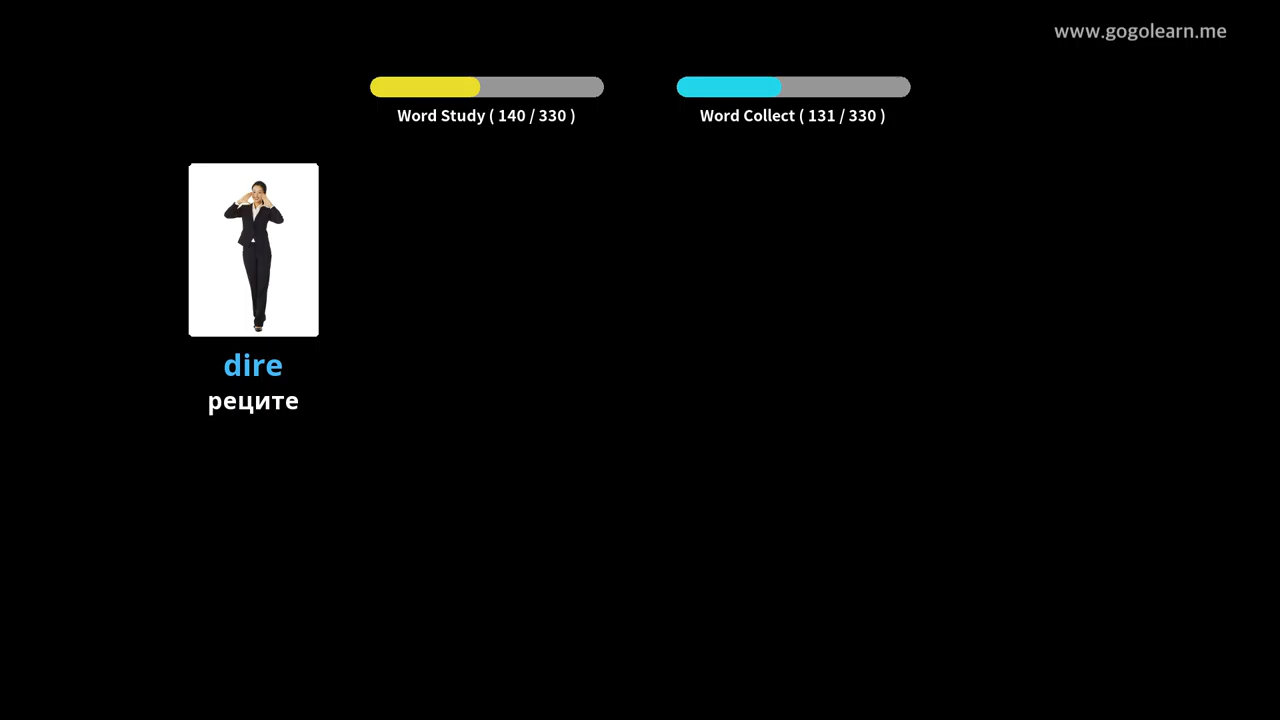 www.gogolearn.me
Word Study ( 140 / 330 )
Word Collect ( 131 / 330 )
dire
реците